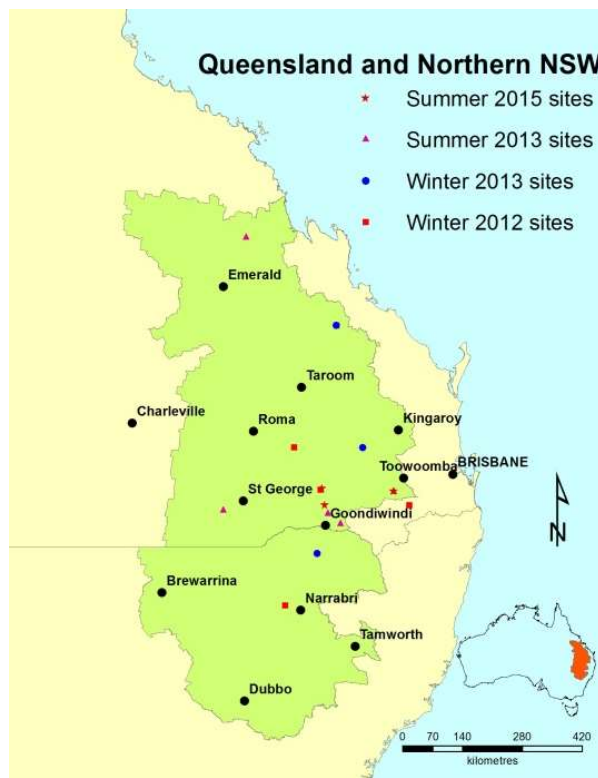 Queensland and Northern NSW
Summer 2015 sites
Summer 2013 sites
Winter 2013 sites
Winter 2012 sites
Emerald
Taroom
Charleville
Roma
Kingaroy
Toowoomba
BRISBANE
St George
Goondiwindi
N
Brewarrina
Narrabri
Tamworth
Dubbo
0 70 140 280 420
kilometres